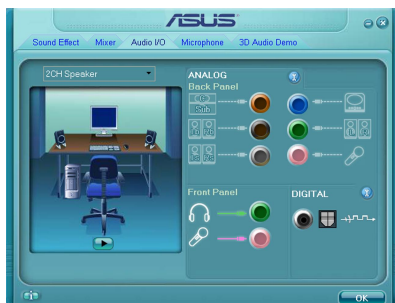 ASUS
Sound Effect Mixer Audio I/O Microphone 3D Audio Demo
2CH Speaker
ANALOG
Back Panel
Sub
Front Panel
DIGITAL
OK